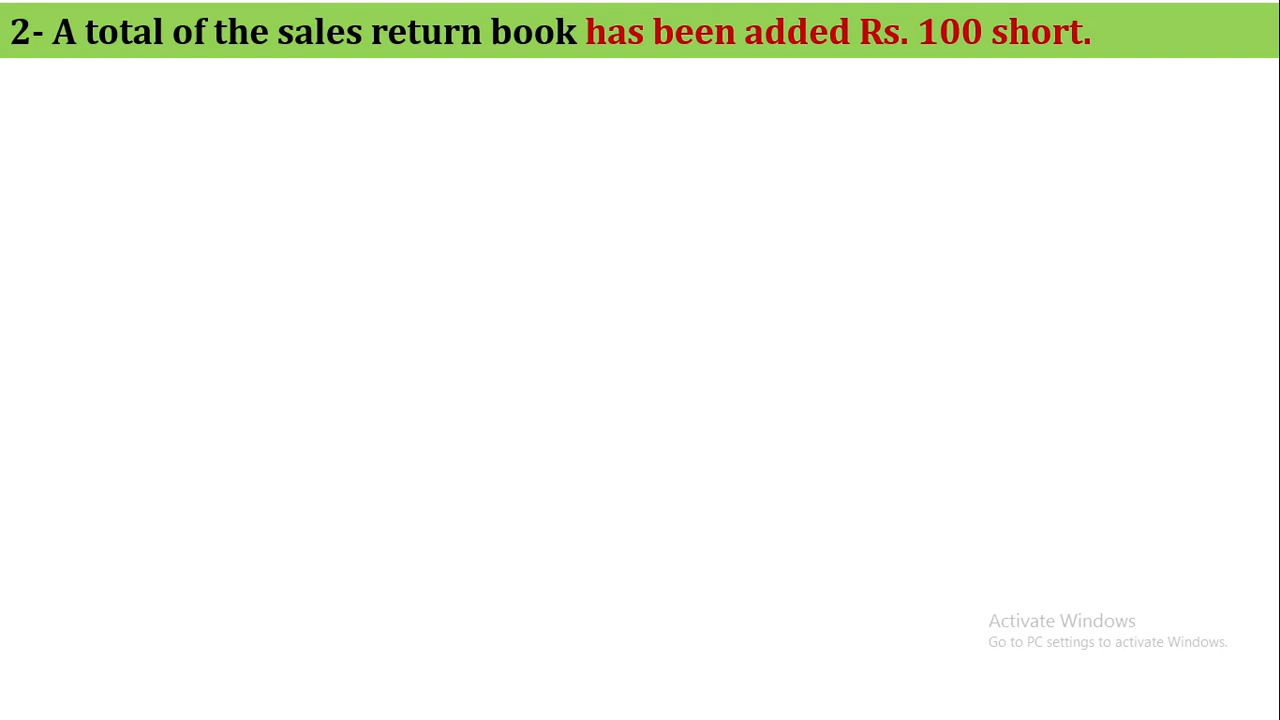 2- A total of the sales return book has been added Rs. 100 short.
Activate Windows
Go to PC settings to activate Windows.